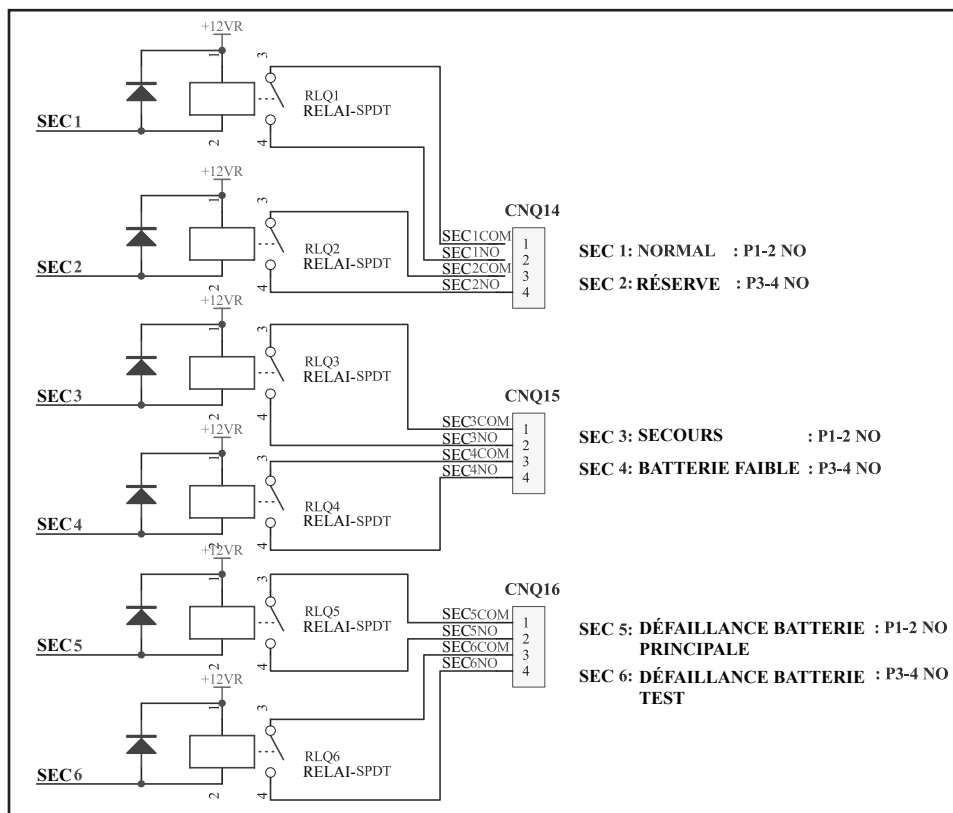 +12VR
1
3
RLQ1
RELAI-SPDT
SEC1
2
4
+12VR
1
3
RLQ2
RELAI-SPDT
SEC2
2
4
CNQ14
SEC1COM 1
SEC1NO 2
SEC2COM 3
SEC2NO 4
SEC 1: NORMAL : P1-2 NO
SEC 2: RÉSERVE : P3-4 NO
+12VR
1
3
RLQ3
RELAI-SPDT
SEC3
2
4
CNQ15
SEC3COM 1
SEC3NO 2
SEC4COM 3
SEC4NO 4
SEC 3: SECOURS : P1-2 NO
SEC 4: BATTERIE FAIBLE : P3-4 NO
+12VR
1
3
RLQ4
RELAI-SPDT
SEC4
2
4
+12VR
1
3
RLQ5
RELAI-SPDT
SEC5
2
4
CNQ16
SEC5COM 1
SEC5NO 2
SEC6COM 3
SEC6NO 4
SEC 5: DÉFAILLANCE BATTERIE : P1-2 NO
PRINCIPALE
SEC 6: DÉFAILLANCE BATTERIE : P3-4 NO
TEST
+12VR
1
3
RLQ6
RELAI-SPDT
SEC6
2
4